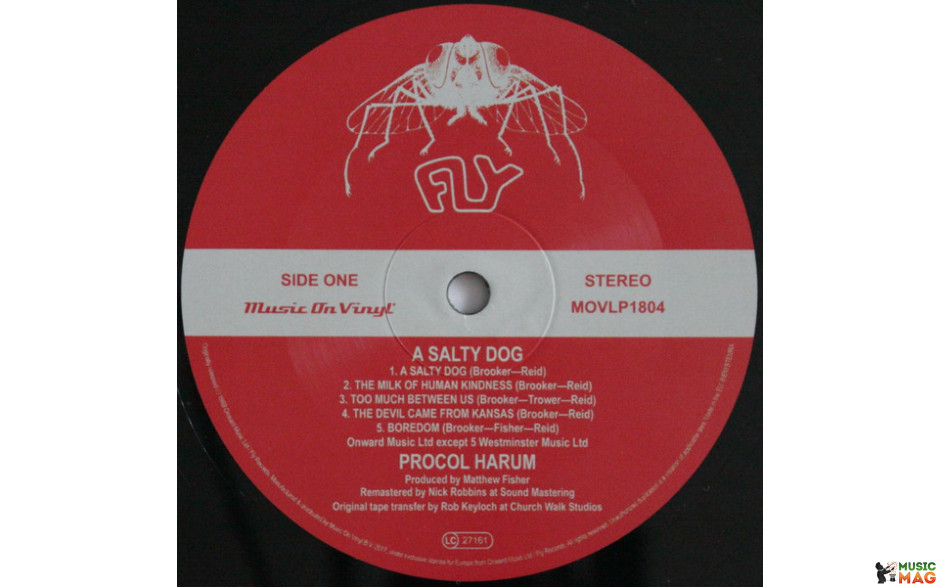 FLY
SIDE ONE
Music On Vinyl
STEREO
MOVLP1804
A SALTY DOG
1. A SALTY DOG (Brooker—Reid)
2. THE MILK OF HUMAN KINDNESS (Brooker—Reid)
3. TOO MUCH BETWEEN US (Brooker—Trower—Reid)
4. THE DEVIL CAME FROM KANSAS (Brooker—Reid)
5. BOREDOM (Brooker—Fisher—Reid)
Onward Music Ltd except 5 Westminster Music Ltd
PROCOL HARUM
Produced by Matthew Fisher
Remastered by Nick Robbins at Sound Mastering
Original tape transfer by Rob Keyloch at Church Walk Studios
LC 27161
MUSIC
MAG